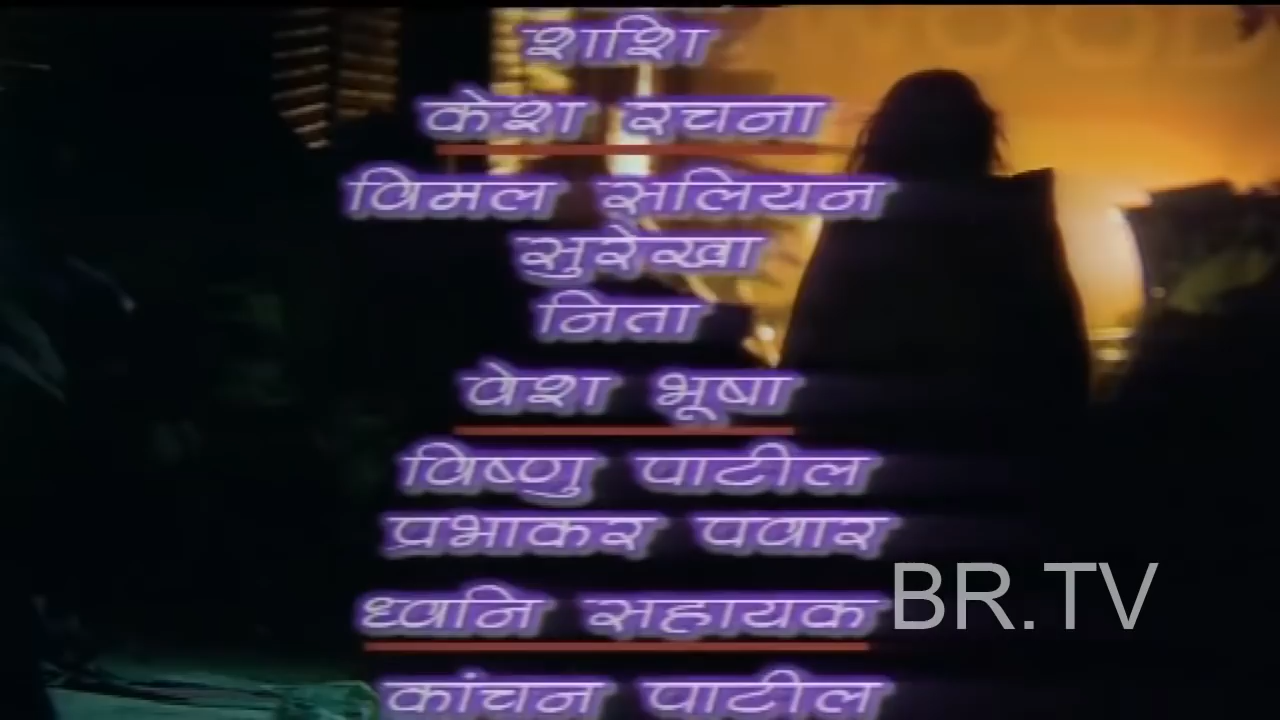 शशि
केश रचना
विमल सलियन
सुरेखा
निता
वेश भूषा
विष्णु पाटील
प्रभाकर पवार
ध्वनि सहायक
BR.TV
कांचन पाटील